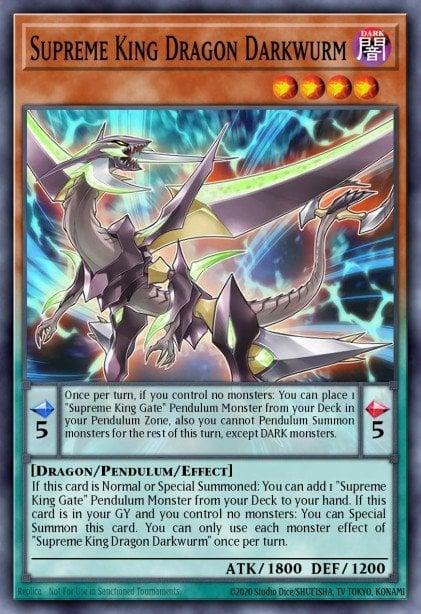 Supreme King Dragon Darkwurm
DARK
闇
Once per turn, if you control no monsters: You can place 1
"Supreme King Gate" Pendulum Monster from your Deck in
your Pendulum Zone, also you cannot Pendulum Summon
monsters for the rest of this turn, except DARK monsters.
5
5
[Dragon/Pendulum/Effect]
If this card is Normal or Special Summoned: You can add 1 "Supreme
King Gate" Pendulum Monster from your Deck to your hand. If this
card is in your GY and you control no monsters: You can Special
Summon this card. You can only use each monster effect of
"Supreme King Dragon Darkwurm" once per turn.
ATK/1800 DEF/1200
Replica - Not For Use in Sanctioned Tournaments
©2020 Studio Dice/SHUEISHA, TV TOKYO, KONAMI